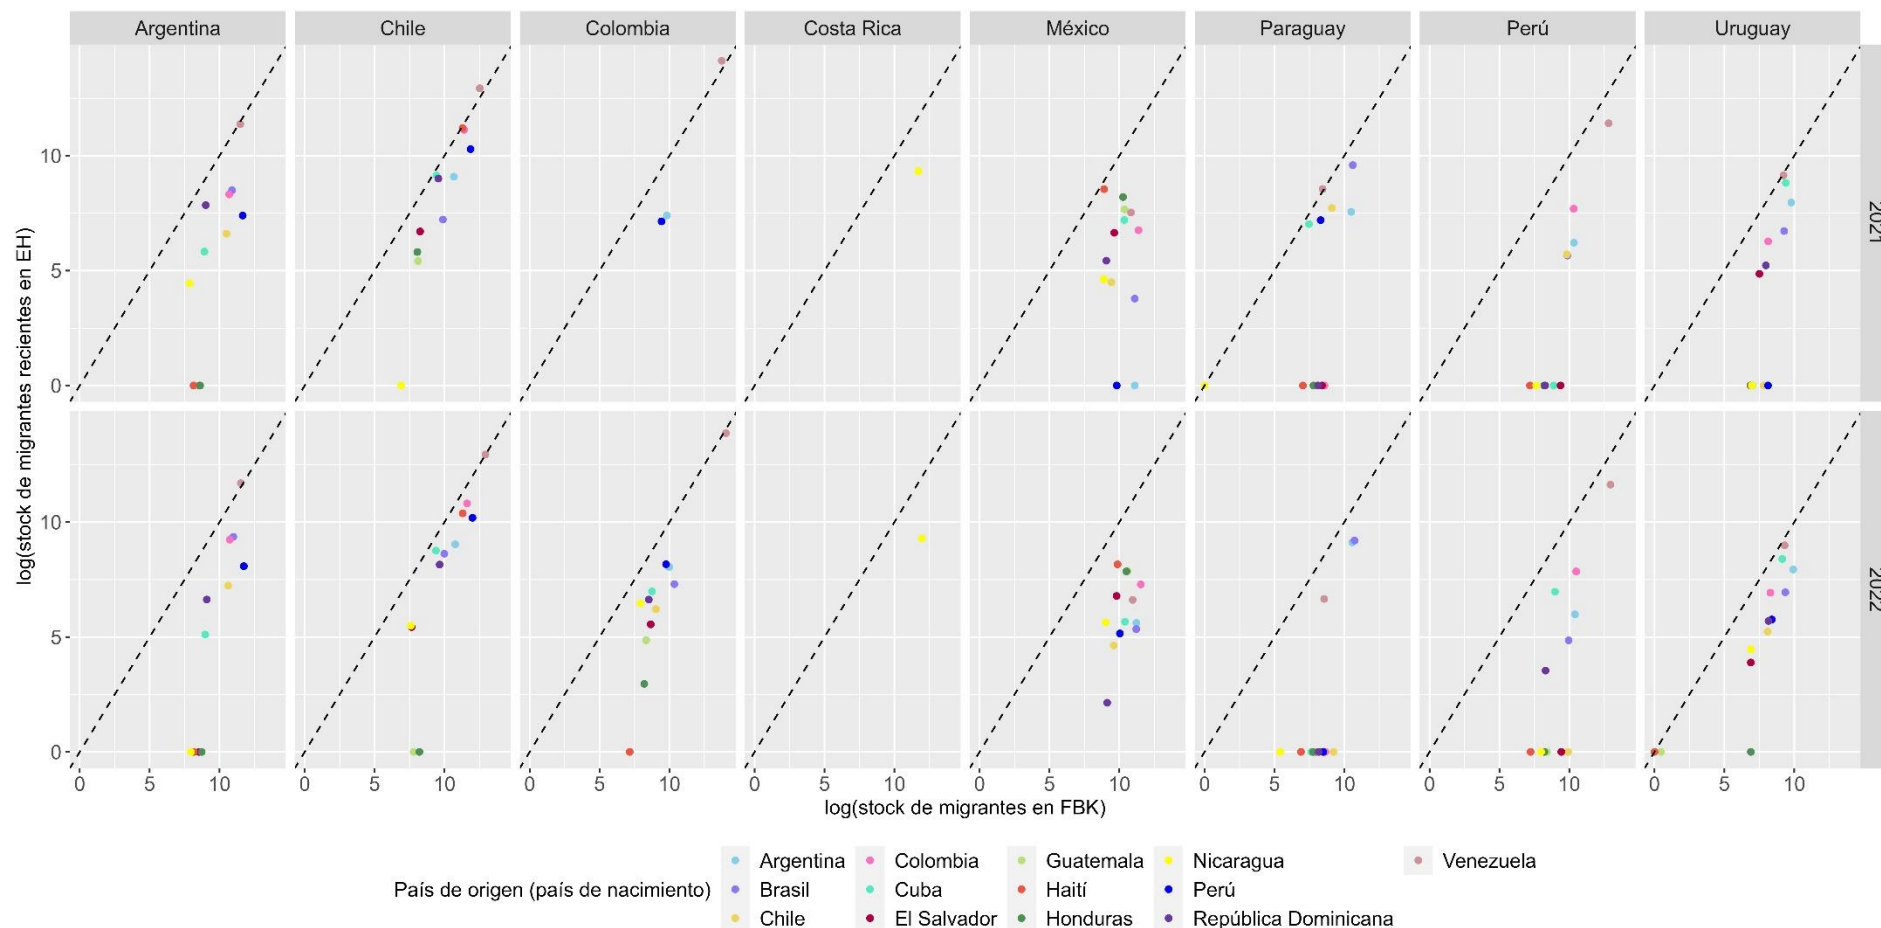 Argentina Chile Colombia Costa Rica México Paraguay Perú Uruguay
log(stock de migrantes recientes en EH)
10
5
0
2021
10
5
0
2022
0 5 10 0 5 10 0 5 10 0 5 10 0 5 10 0 5 10 0 5 10 0 5 10
log(stock de migrantes en FBK)
País de origen (país de nacimiento)
Argentina Colombia Guatemala Nicaragua Venezuela
Brasil Cuba Haití Perú
Chile El Salvador Honduras República Dominicana